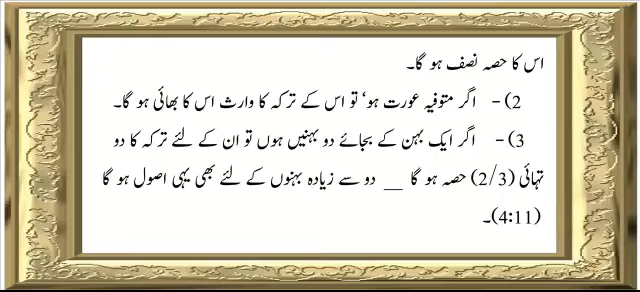 اس کا حصہ نصف ہو گا۔
2) - اگر متوفیہ عورت ہو، تو اس کے ترکہ کا وارث اس کا بھائی ہو گا۔
3) - اگر ایک بہن کے بجائے دو بہنیں ہوں تو ان کے لئے ترکہ کا دو
تہائی (2/3) حصہ ہو گا __ دو سے زیادہ بہنوں کے لئے بھی یہی اصول ہو گا
(4:11)۔